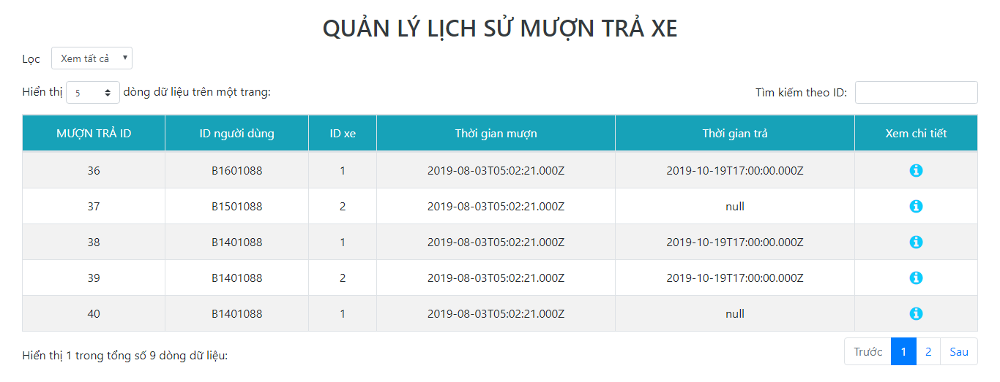 QUẢN LÝ LỊCH SỬ MƯỢN TRẢ XE
Lọc Xem tất cả
Hiển thị 5 dòng dữ liệu trên một trang: Tìm kiếm theo ID:
MƯỢN TRẢ ID ID người dùng ID xe Thời gian mượn Thời gian trả Xem chi tiết
36 B1601088 1 2019-08-03T05:02:21.000Z 2019-10-19T17:00:00.000Z
37 B1501088 2 2019-08-03T05:02:21.000Z null
38 B1401088 1 2019-08-03T05:02:21.000Z 2019-10-19T17:00:00.000Z
39 B1401088 2 2019-08-03T05:02:21.000Z 2019-10-19T17:00:00.000Z
40 B1401088 1 2019-08-03T05:02:21.000Z null
Hiển thị 1 trong tổng số 9 dòng dữ liệu: Trước 1 2 Sau